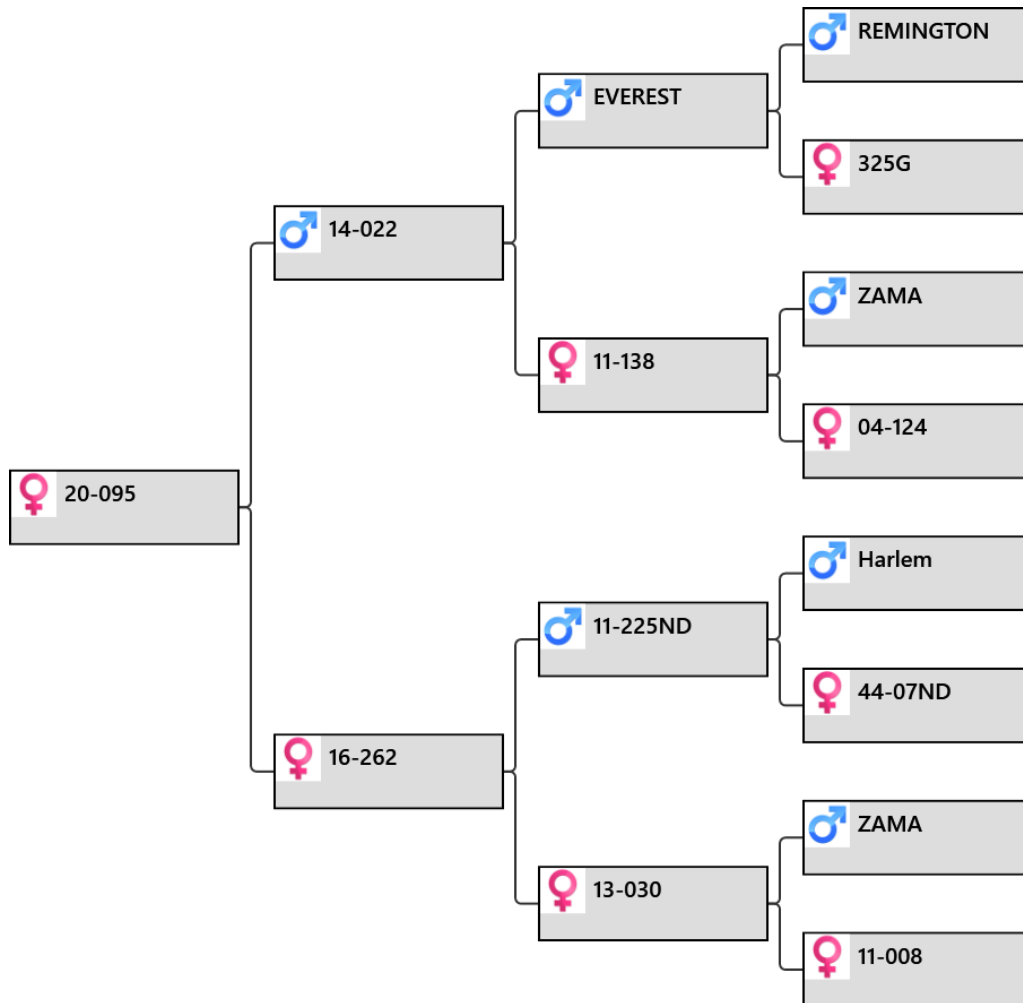 REMINGTON
EVEREST
325G
14-022
ZAMA
11-138
04-124
20-095
Harlem
11-225ND
44-07ND
16-262
ZAMA
13-030
11-008